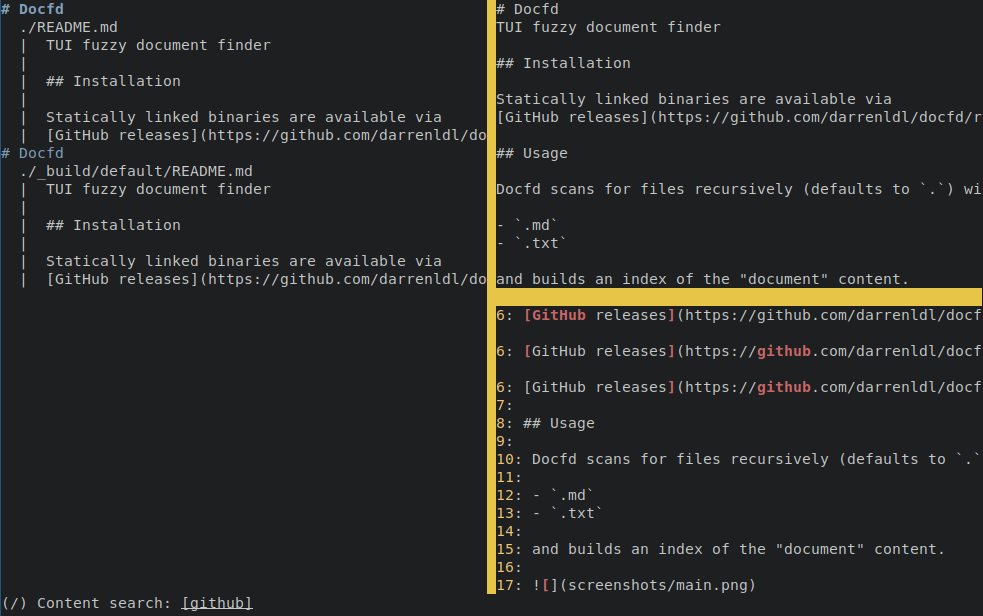 # Docfd
./README.md
| TUI fuzzy document finder
|
| ## Installation
|
| Statically linked binaries are available via
| [GitHub releases](https://github.com/darrenldl/do
# Docfd
./_build/default/README.md
| TUI fuzzy document finder
|
| ## Installation
|
| Statically linked binaries are available via
| [GitHub releases](https://github.com/darrenldl/do
# Docfd
TUI fuzzy document finder
## Installation
Statically linked binaries are available via
[GitHub releases](https://github.com/darrenldl/docfd/r
## Usage
Docfd scans for files recursively (defaults to `.`) wi
- `.md`
- `.txt`
and builds an index of the "document" content.
6: [GitHub releases](https://github.com/darrenldl/docf
6: [GitHub releases](https://github.com/darrenldl/docf
6: [GitHub releases](https://github.com/darrenldl/docf
7:
8: ## Usage
9:
10: Docfd scans for files recursively (defaults to `.`
11:
12: - `.md`
13: - `.txt`
14:
15: and builds an index of the "document" content.
16:
17: ![](screenshots/main.png)
(/) Content search: [github]